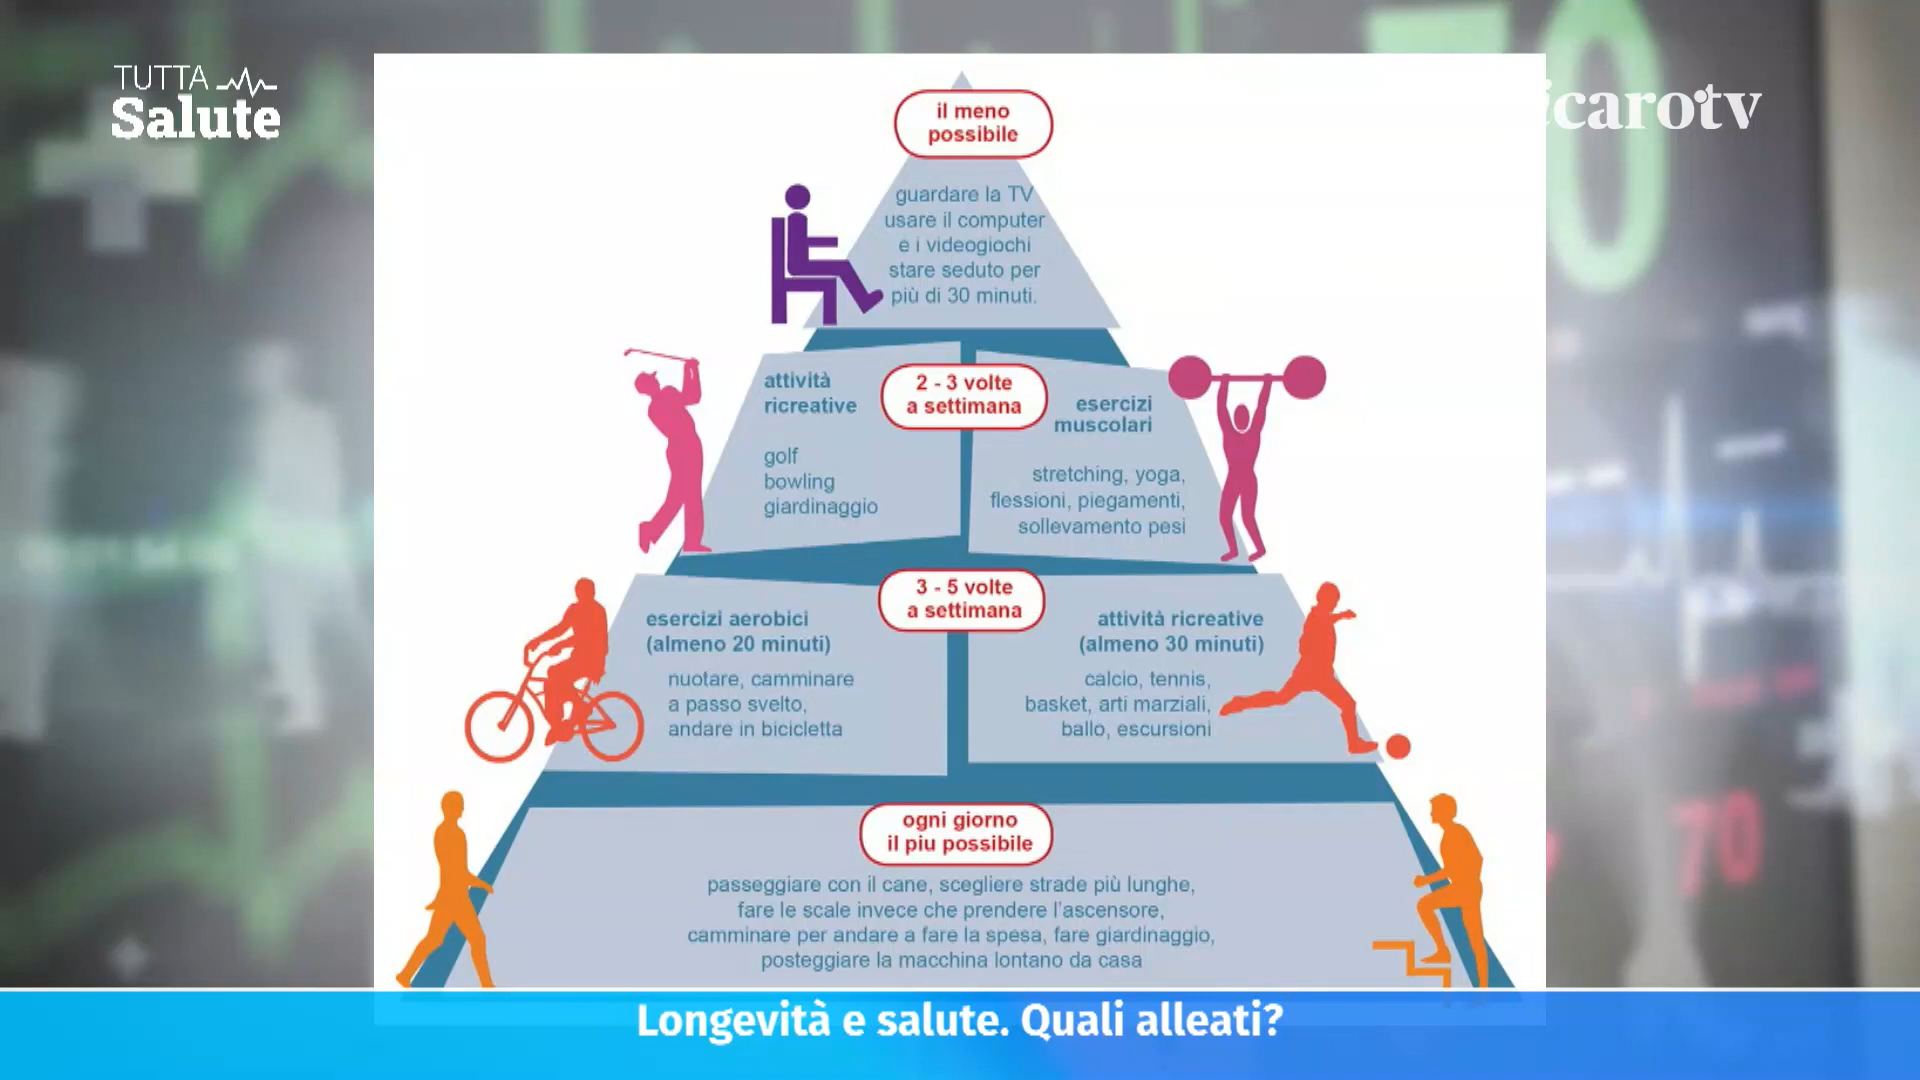 TUTTA
Salute
icarotv
il meno
possibile
guardare la TV
usare il computer
e i videogiochi
stare seduto per
più di 30 minuti.
2 - 3 volte
a settimana
attività
ricreative
golf
bowling
giardinaggio
esercizi
muscolari
stretching, yoga,
flessioni, piegamenti,
sollevamento pesi
3 - 5 volte
a settimana
esercizi aerobici
(almeno 20 minuti)
nuotare, camminare
a passo svelto,
andare in bicicletta
attività ricreative
(almeno 30 minuti)
calcio, tennis,
basket, arti marziali,
ballo, escursioni
ogni giorno
il piu possibile
passeggiare con il cane, scegliere strade più lunghe,
fare le scale invece che prendere l'ascensore,
camminare per andare a fare la spesa, fare giardinaggio,
posteggiare la macchina lontano da casa
70
70
Longevità e salute. Quali alleati?